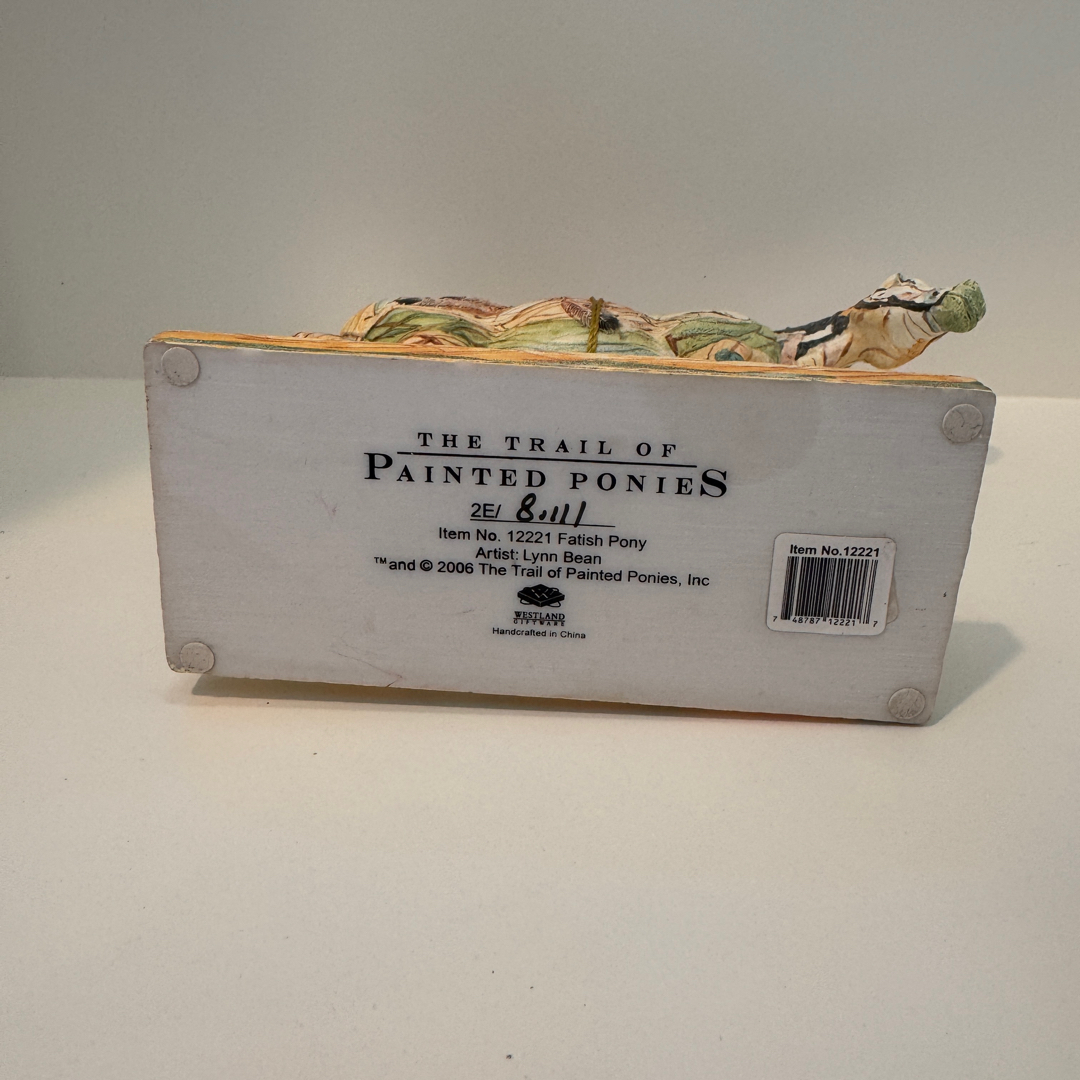 THE TRAIL OF
PAINTED PONIES
2E/ 8,111
Item No. 12221 Fatish Pony
Artist: Lynn Bean
™and © 2006 The Trail of Painted Ponies, Inc
WESTLAND
GIFTWARE
Handcrafted in China
Item No.12221
7 48787 12221 7